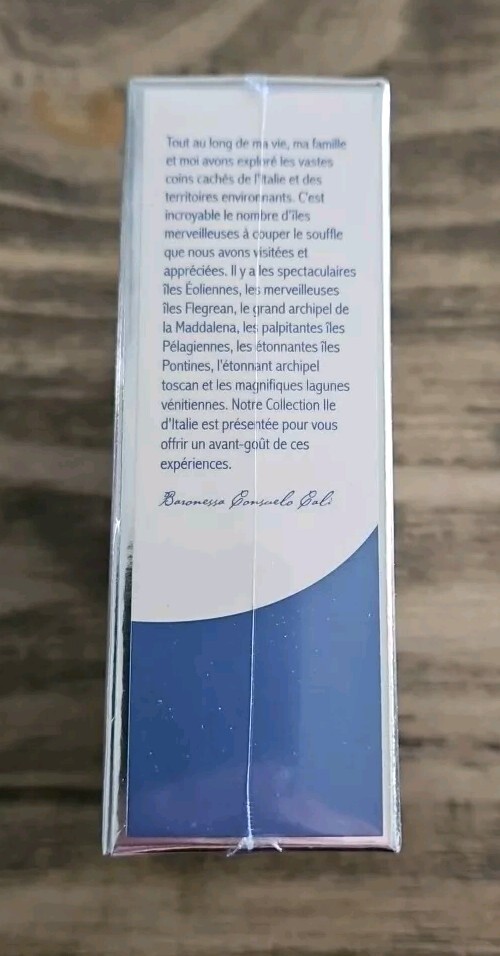 Tout au long de ma vie, ma famille
et moi avons exploré les vastes
coins cachés de l'Italie et des
territoires environnants. C'est
incroyable le nombre d'îles
merveilleuses à couper le souffle
que nous avons visitées et
appréciées. Il y a les spectaculaires
îles Éoliennes, les merveilleuses
îles Flegrean, le grand archipel de
la Maddalena, les palpitantes îles
Pélagiennes, les étonnantes îles
Pontines, l'étonnant archipel
toscan et les magnifiques lagunes
vénitiennes. Notre Collection Ile
d'Italie est présentée pour vous
offrir un avant-goût de ces
expériences.
Baronessa Consuelo Cali